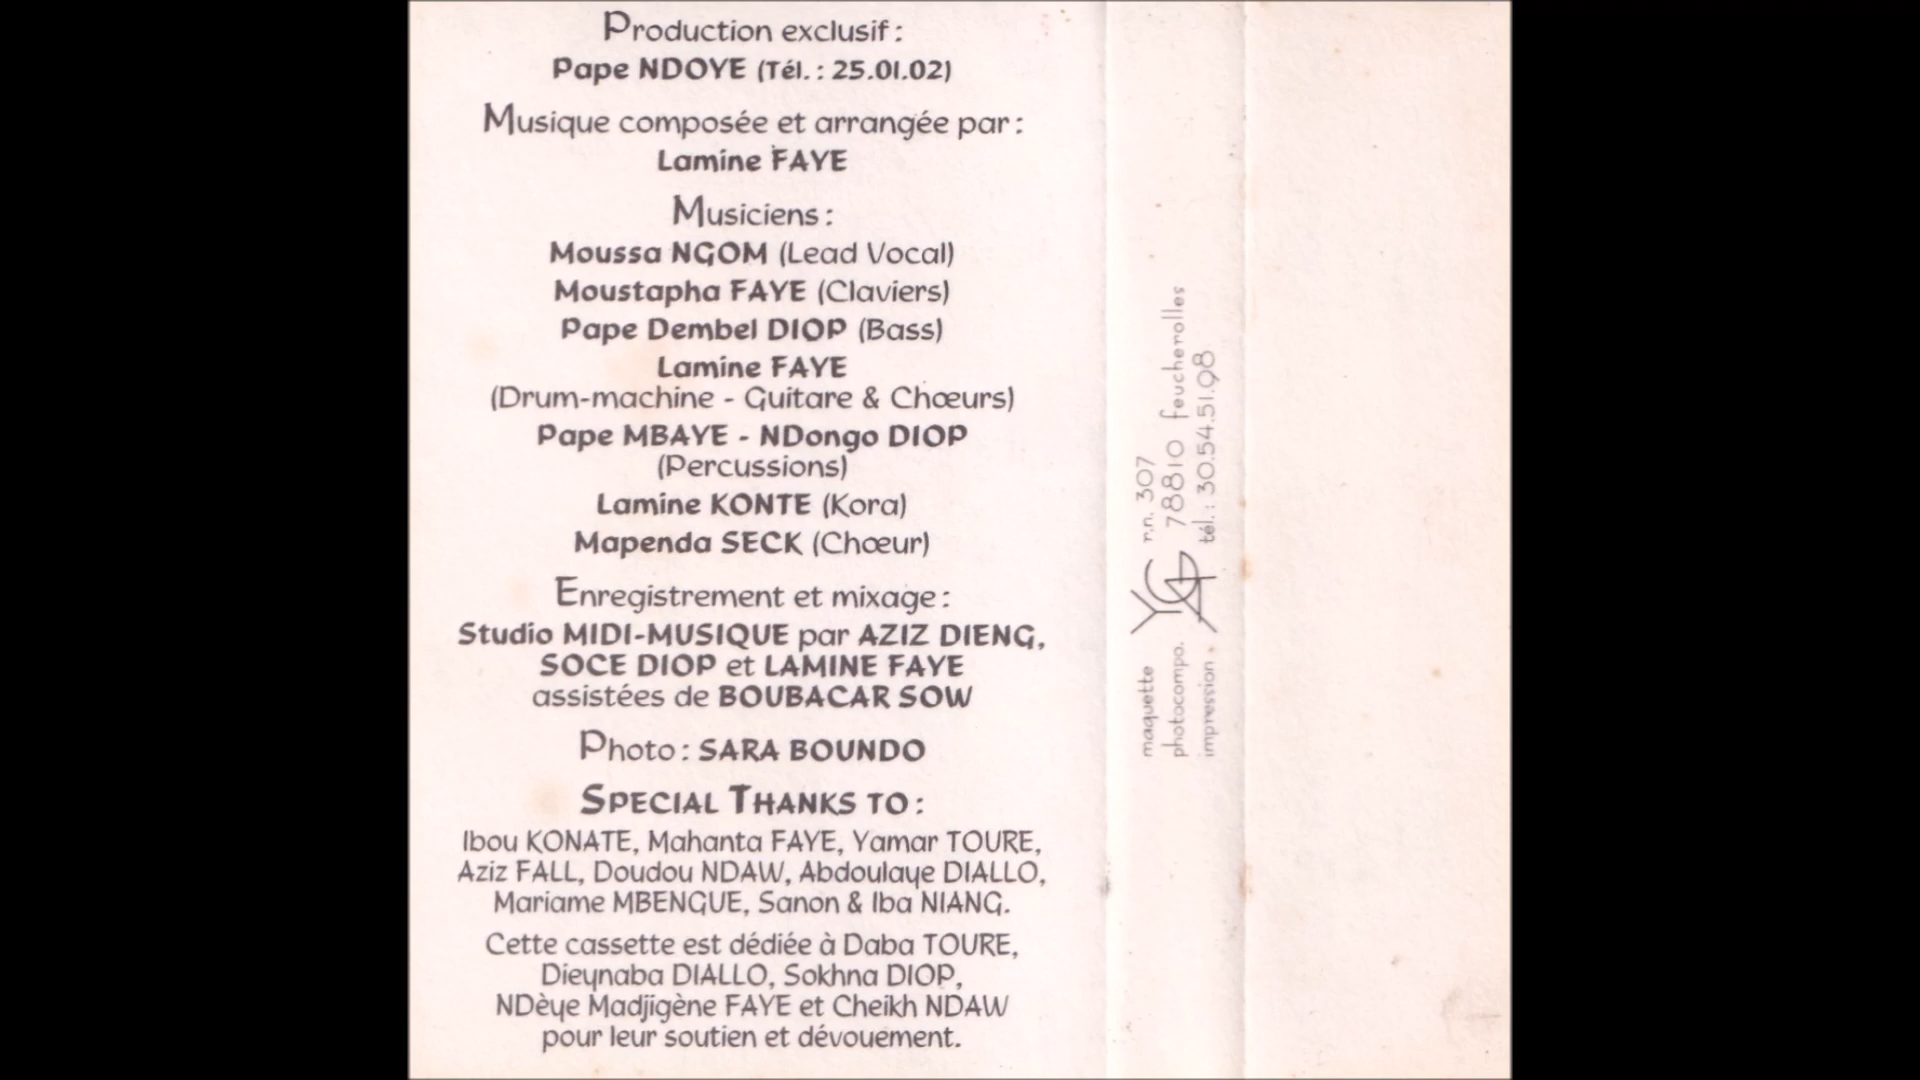 Production exclusif :
Pape NDOYE (Tél. : 25.01.02)
Musique composée et arrangée par :
Lamine FAYE
Musiciens :
Moussa NGOM (Lead Vocal)
Moustapha FAYE (Claviers)
Pape Dembel DIOP (Bass)
Lamine FAYE
(Drum-machine - Guitare & Chœurs)
Pape MBAYE - NDongo DIOP
(Percussions)
Lamine KONTE (Kora)
Mapenda SECK (Chœur)
Enregistrement et mixage :
Studio MIDI-MUSIQUE par AZIZ DIENG,
SOCE DIOP et LAMINE FAYE
assistées de BOUBACAR SOW
Photo : SARA BOUNDO
SPECIAL THANKS TO :
Ibou KONATE, Mahanta FAYE, Yamar TOURE,
Aziz FALL, Doudou NDAW, Abdoulaye DIALLO,
Mariame MBENGUE, Sanon & Iba NIANG.
Cette cassette est dédiée à Daba TOURE,
Dieynaba DIALLO, Sokhna DIOP,
NDèye Madjigène FAYE et Cheikh NDAW
pour leur soutien et dévouement.
maquette
photocompo.
impression
r.n. 307
78810 feucherolles
tél. : 30.54.51.98